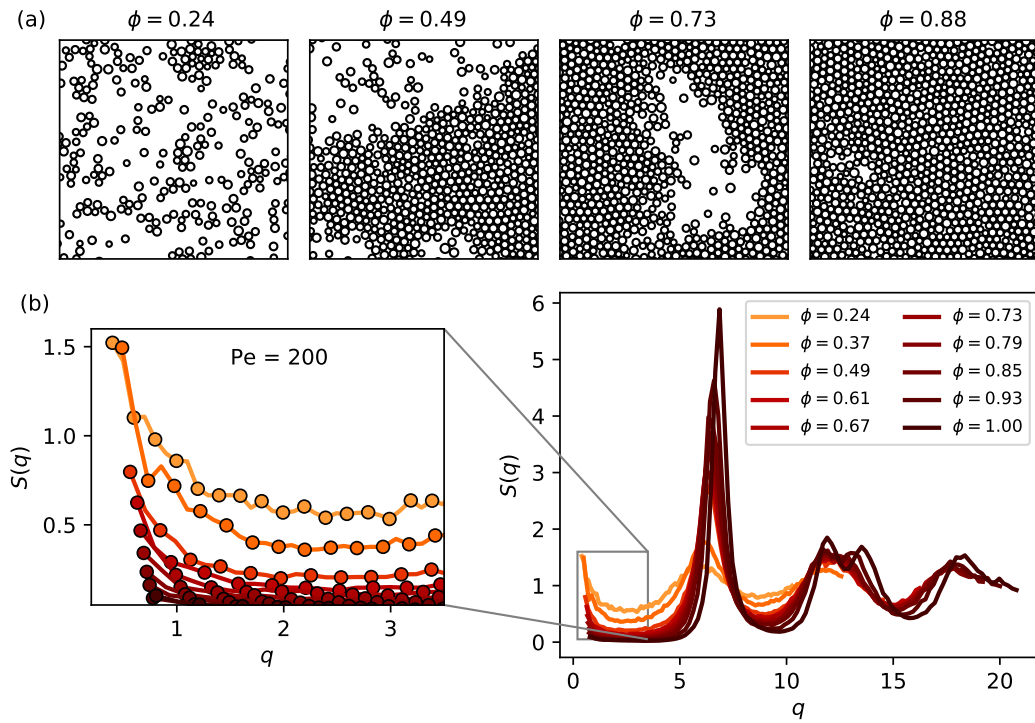 (a)
ϕ = 0.24
ϕ = 0.49
ϕ = 0.73
ϕ = 0.88
(b)
Pe = 200
1.5
1.0
0.5
S(q)
1
2
3
q
6
5
4
3
2
1
0
S(q)
ϕ = 0.24
ϕ = 0.37
ϕ = 0.49
ϕ = 0.61
ϕ = 0.67
ϕ = 0.73
ϕ = 0.79
ϕ = 0.85
ϕ = 0.93
ϕ = 1.00
0
5
10
15
20
q